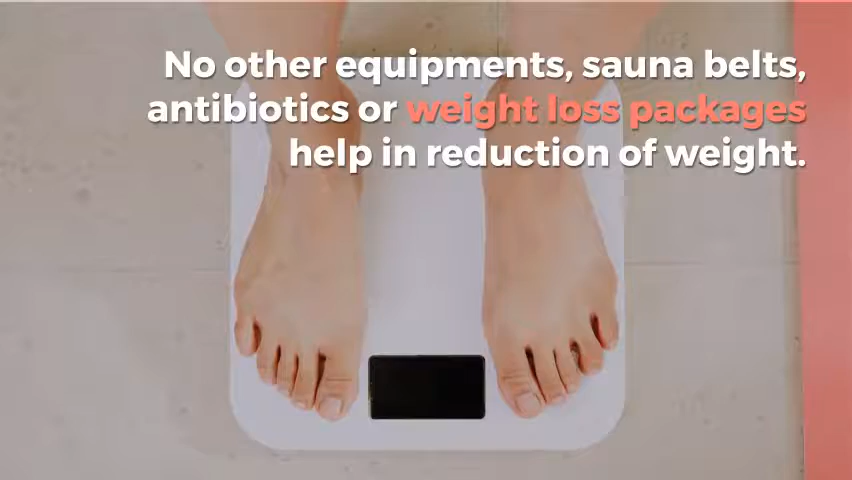 No other equipments, sauna belts,
antibiotics or weight loss packages
help in reduction of weight.